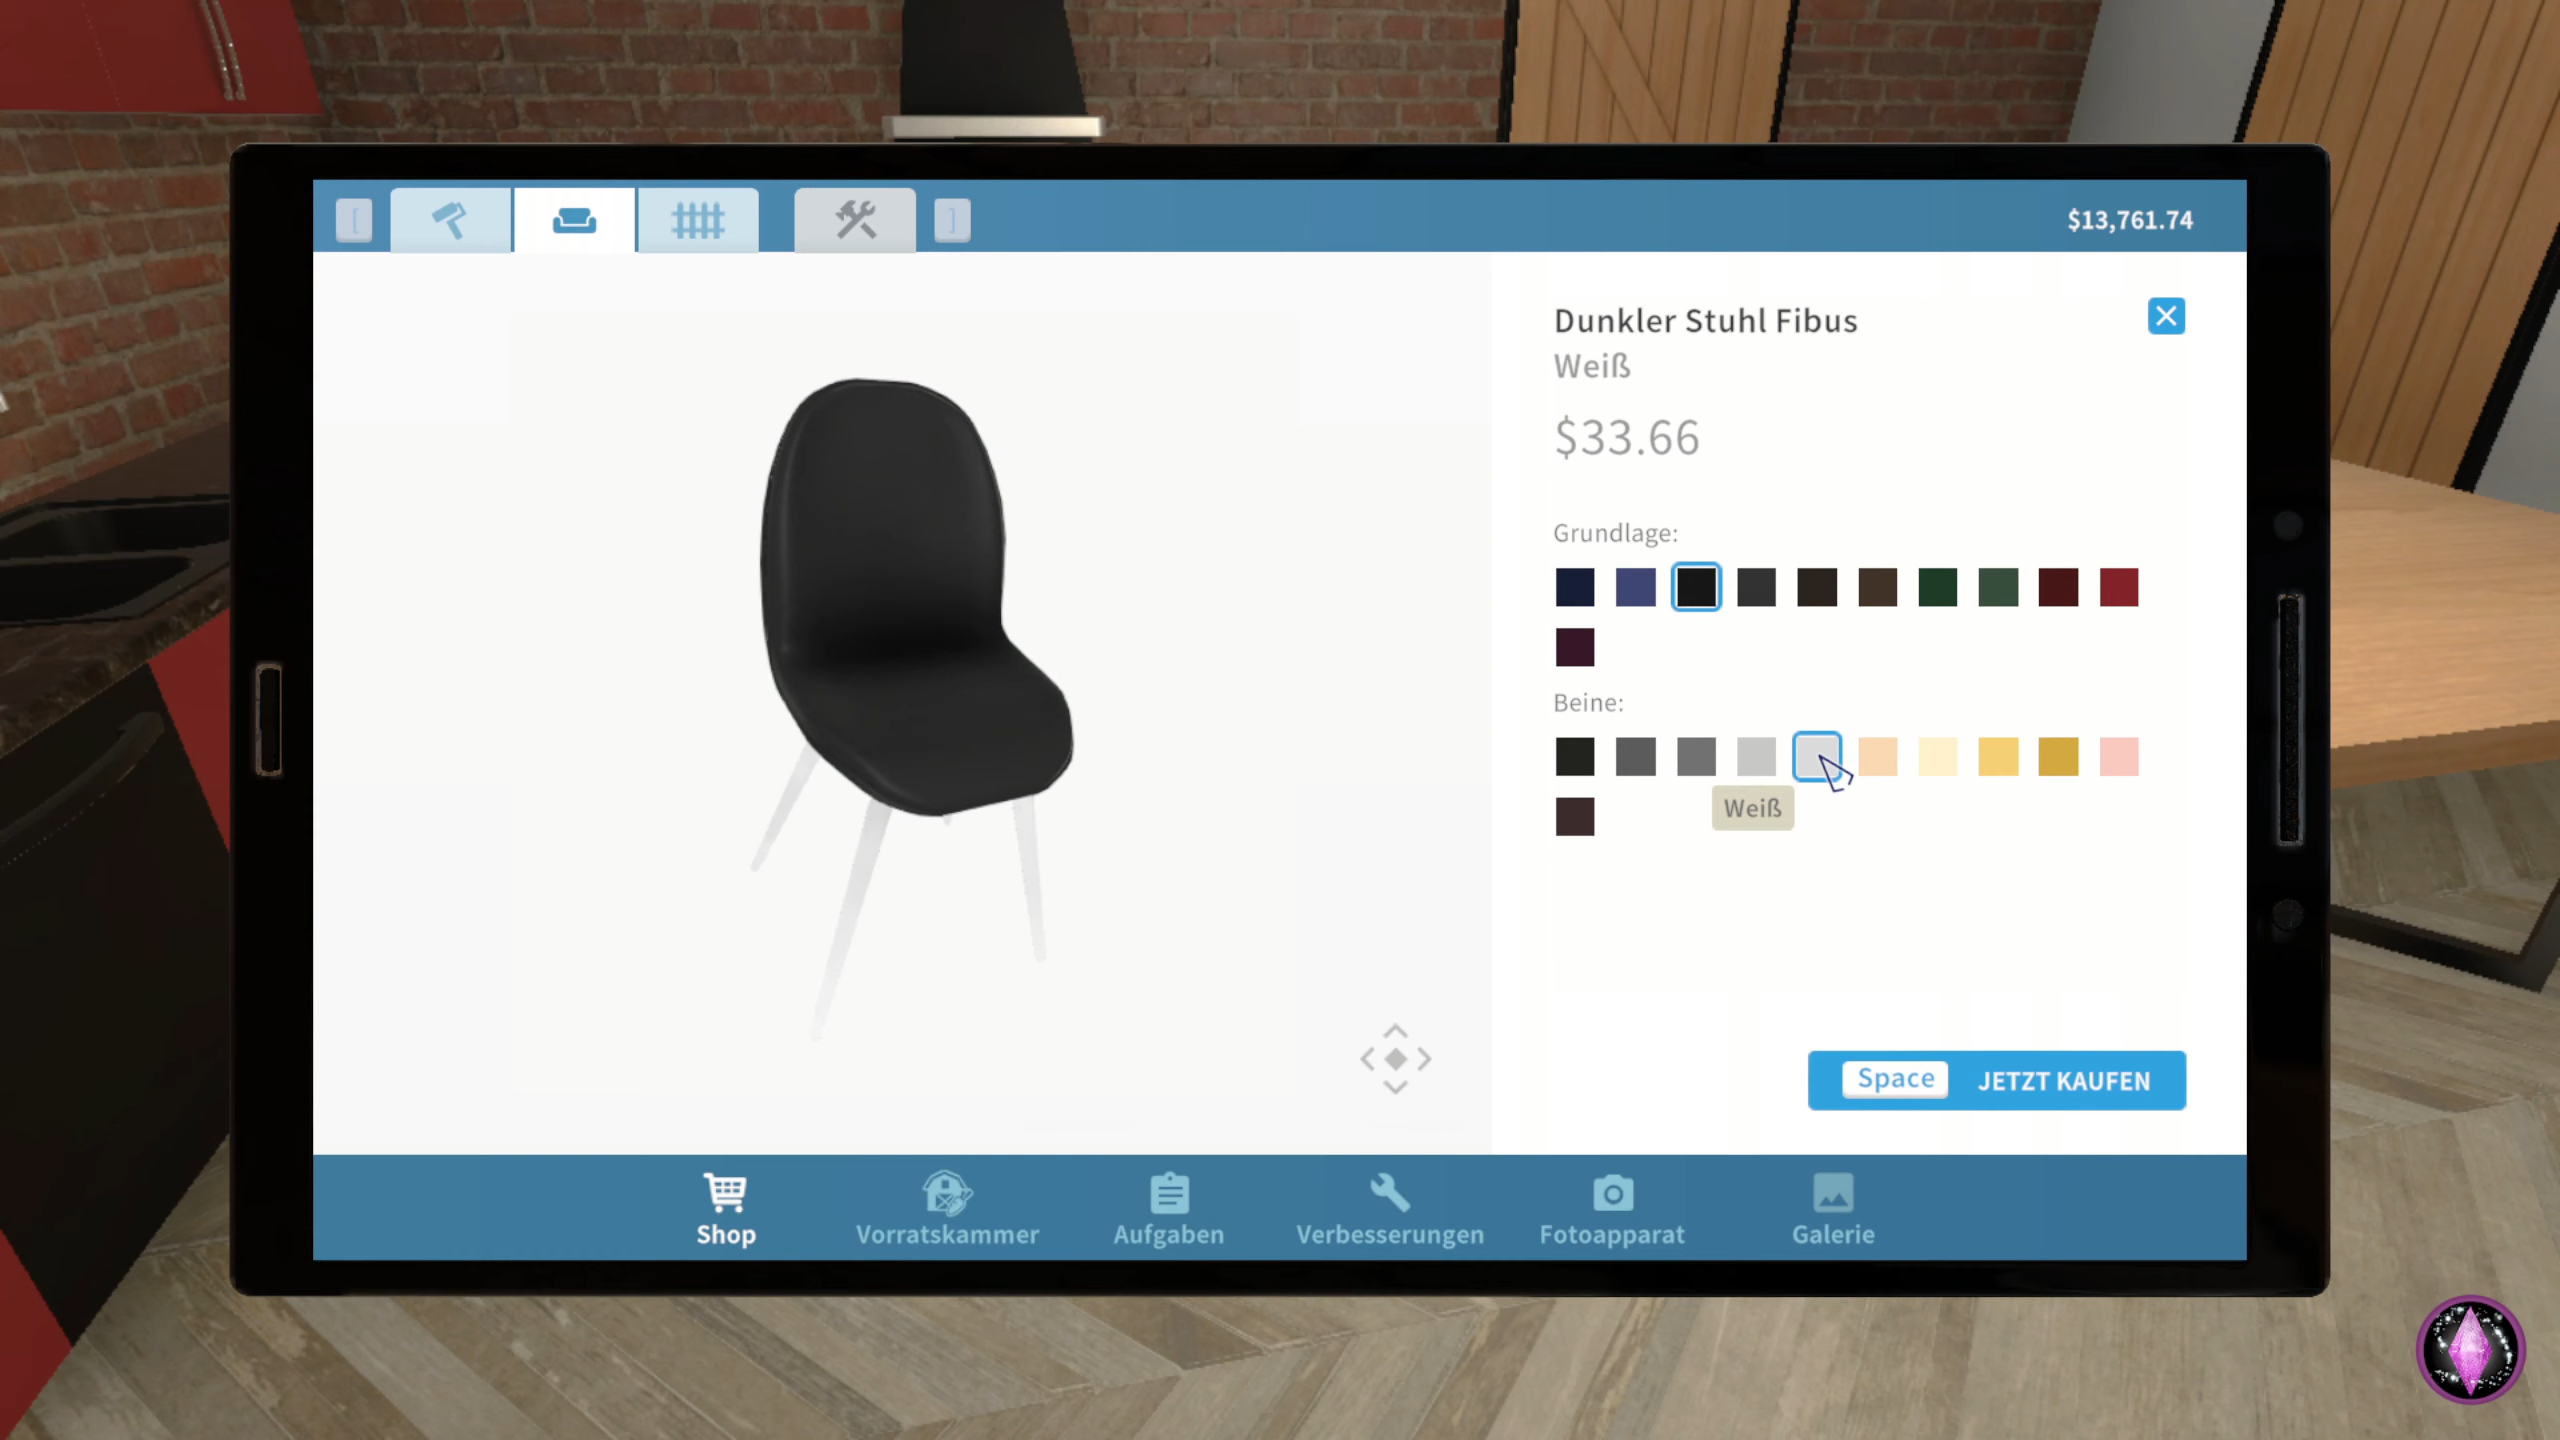 [
]
$13,761.74
Dunkler Stuhl Fibus
Weiß
$33.66
Grundlage:
Beine:
Weiß
Space JETZT KAUFEN
Shop
Vorratskammer
Aufgaben
Verbesserungen
Fotoapparat
Galerie